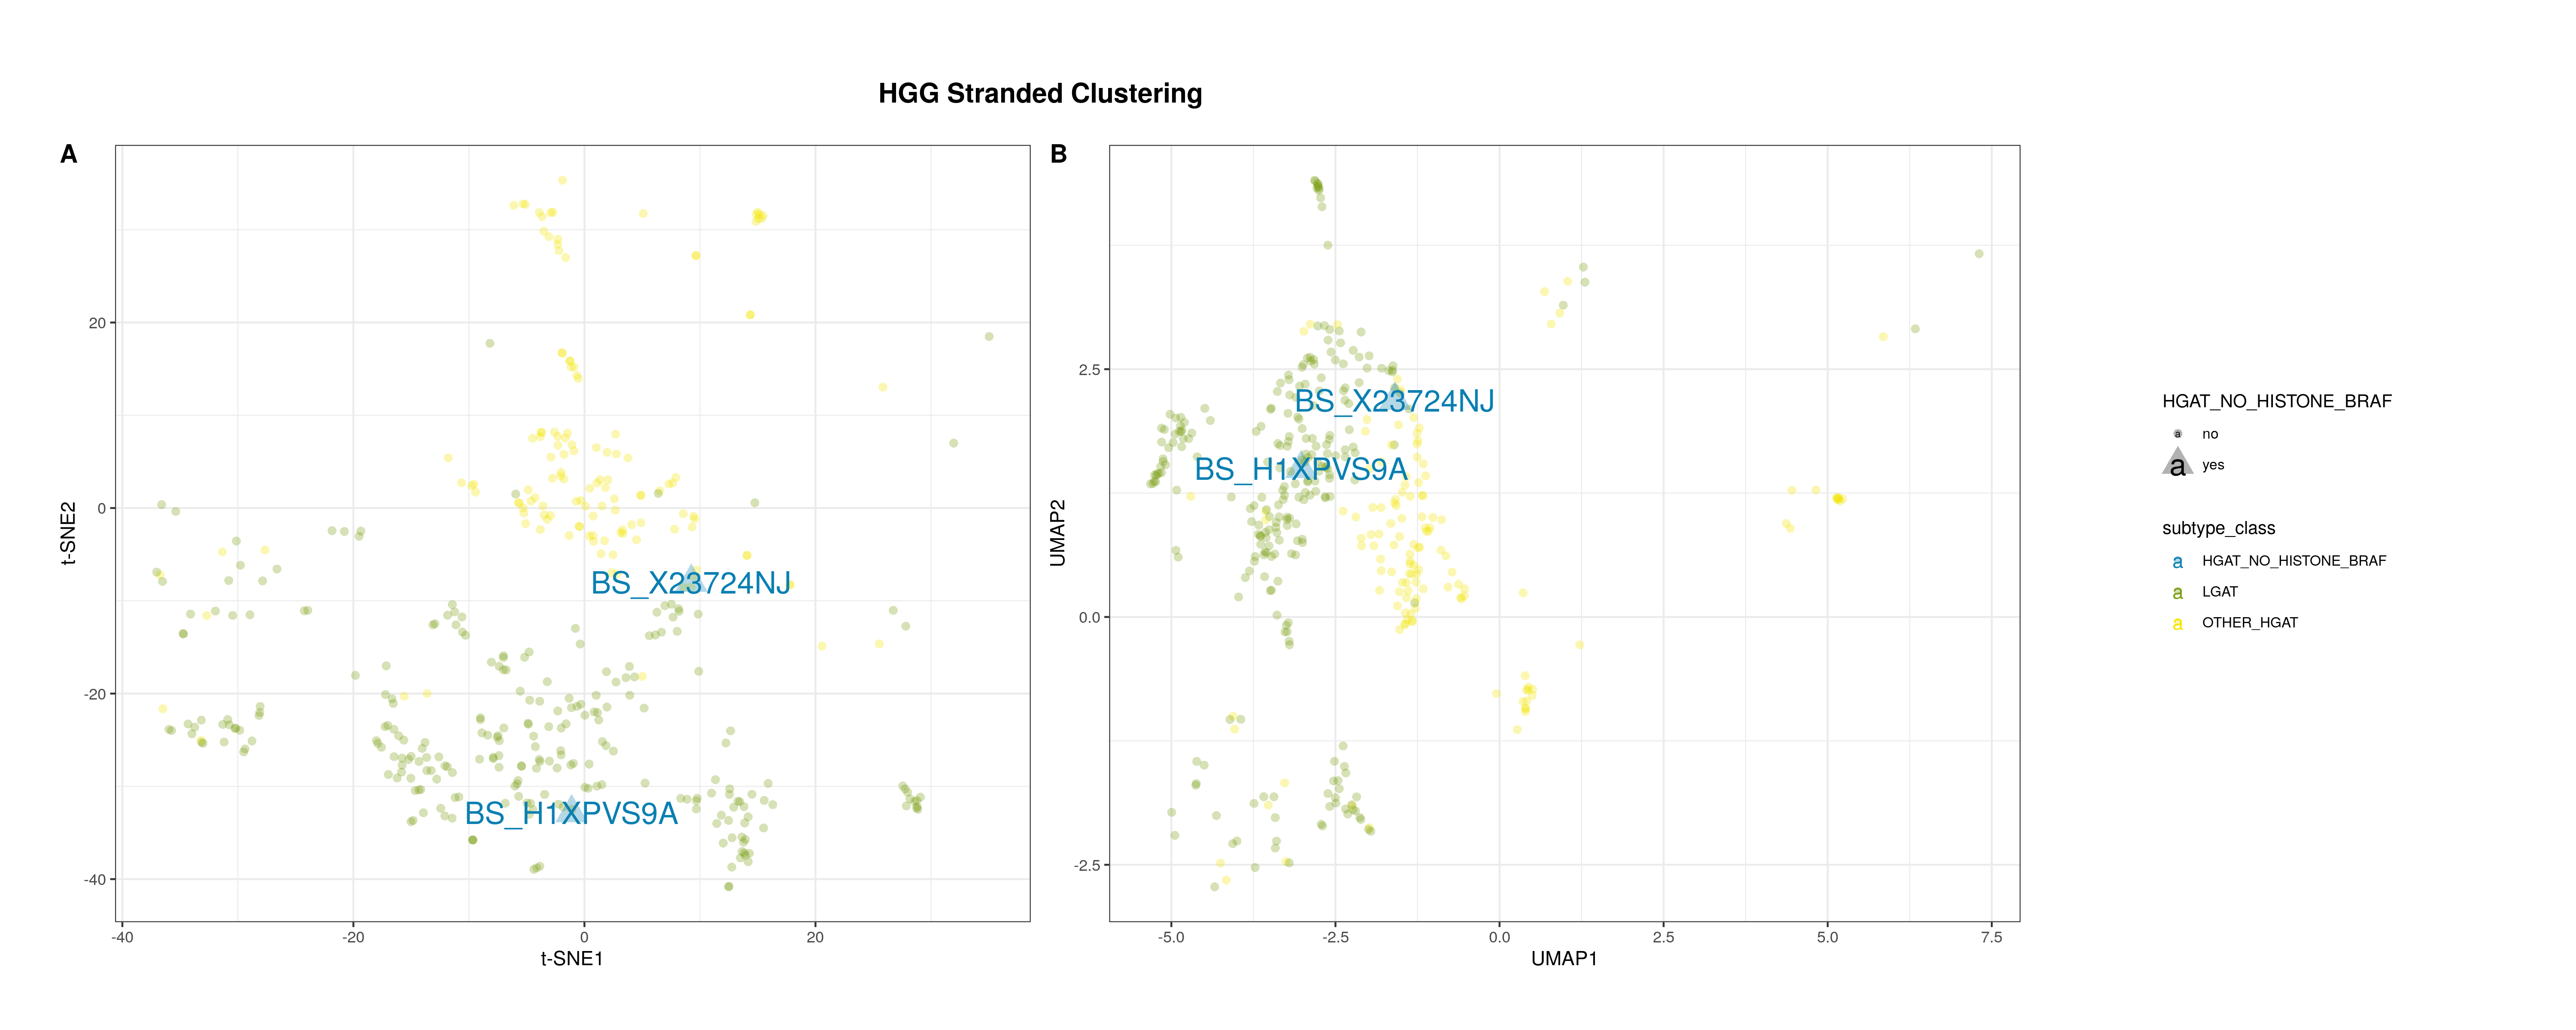 HGG Stranded Clustering
A
t-SNE2
20
0
-20
-40
-40
-20
0
20
t-SNE1
BS_X23724NJ
BS_H1XPVS9A
B
UMAP2
2.5
0.0
-2.5
-5.0
-2.5
0.0
2.5
5.0
7.5
UMAP1
BS_X23724NJ
BS_H1XPVS9A
HGAT_NO_HISTONE_BRAF
a no
a yes
subtype_class
a HGAT_NO_HISTONE_BRAF
a LGAT
a OTHER_HGAT